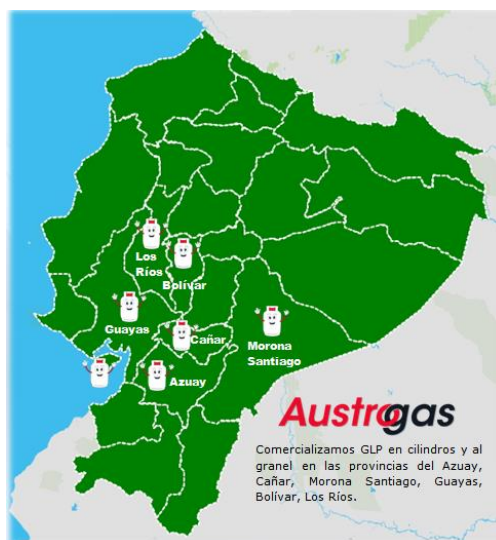 Los
Ríos
Bolívar
Guayas
Cañar
Morona
Santiago
Azuay
Austrogas
Comercializamos GLP en cilindros y al
granel en las provincias del Azuay,
Cañar, Morona Santiago, Guayas,
Bolívar, Los Ríos.